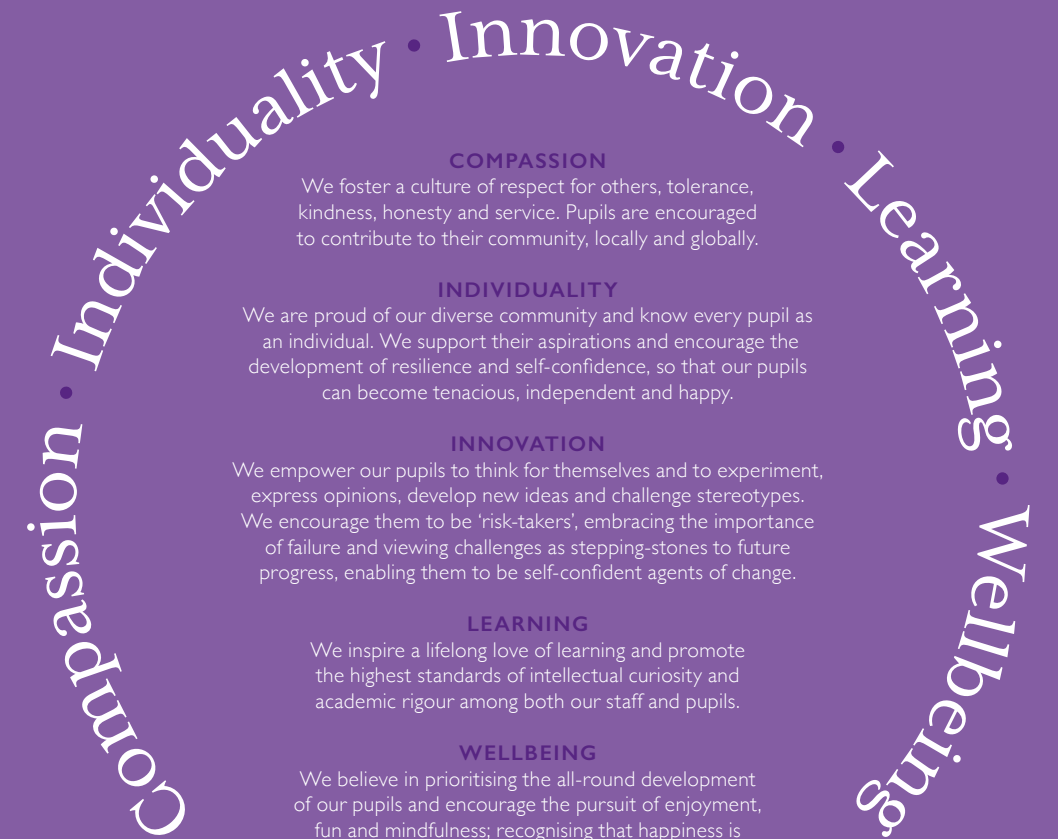 Compassion • Individuality • Innovation • Learning • Wellbeing
COMPASSION
We foster a culture of respect for others, tolerance,
kindness, honesty and service. Pupils are encouraged
to contribute to their community, locally and globally.
INDIVIDUALITY
We are proud of our diverse community and know every pupil as
an individual. We support their aspirations and encourage the
development of resilience and self-confidence, so that our pupils
can become tenacious, independent and happy.
INNOVATION
We empower our pupils to think for themselves and to experiment,
express opinions, develop new ideas and challenge stereotypes.
We encourage them to be ‘risk-takers’, embracing the importance
of failure and viewing challenges as stepping-stones to future
progress, enabling them to be self-confident agents of change.
LEARNING
We inspire a lifelong love of learning and promote
the highest standards of intellectual curiosity and
academic rigour among both our staff and pupils.
WELLBEING
We believe in prioritising the all-round development
of our pupils and encourage the pursuit of enjoyment,
fun and mindfulness; recognising that happiness is